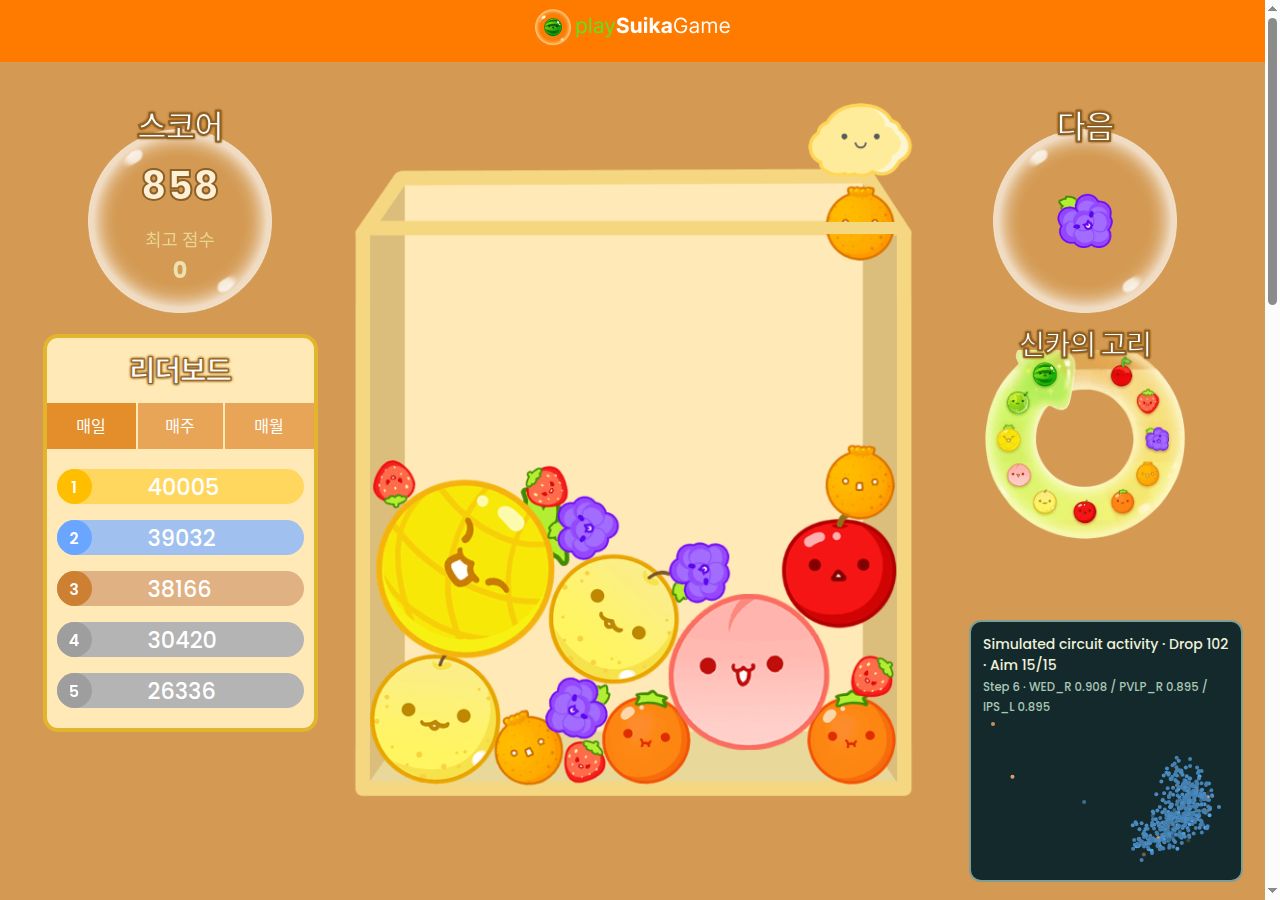 playSuikaGame
스코어
858
최고 점수
0
다음
리더보드
매일 매주 매월
1 40005
2 39032
3 38166
4 30420
5 26336
신카의 고리
Simulated circuit activity · Drop 102
· Aim 15/15
Step 6 · WED_R 0.908 / PVLP_R 0.895 /
IPS_L 0.895